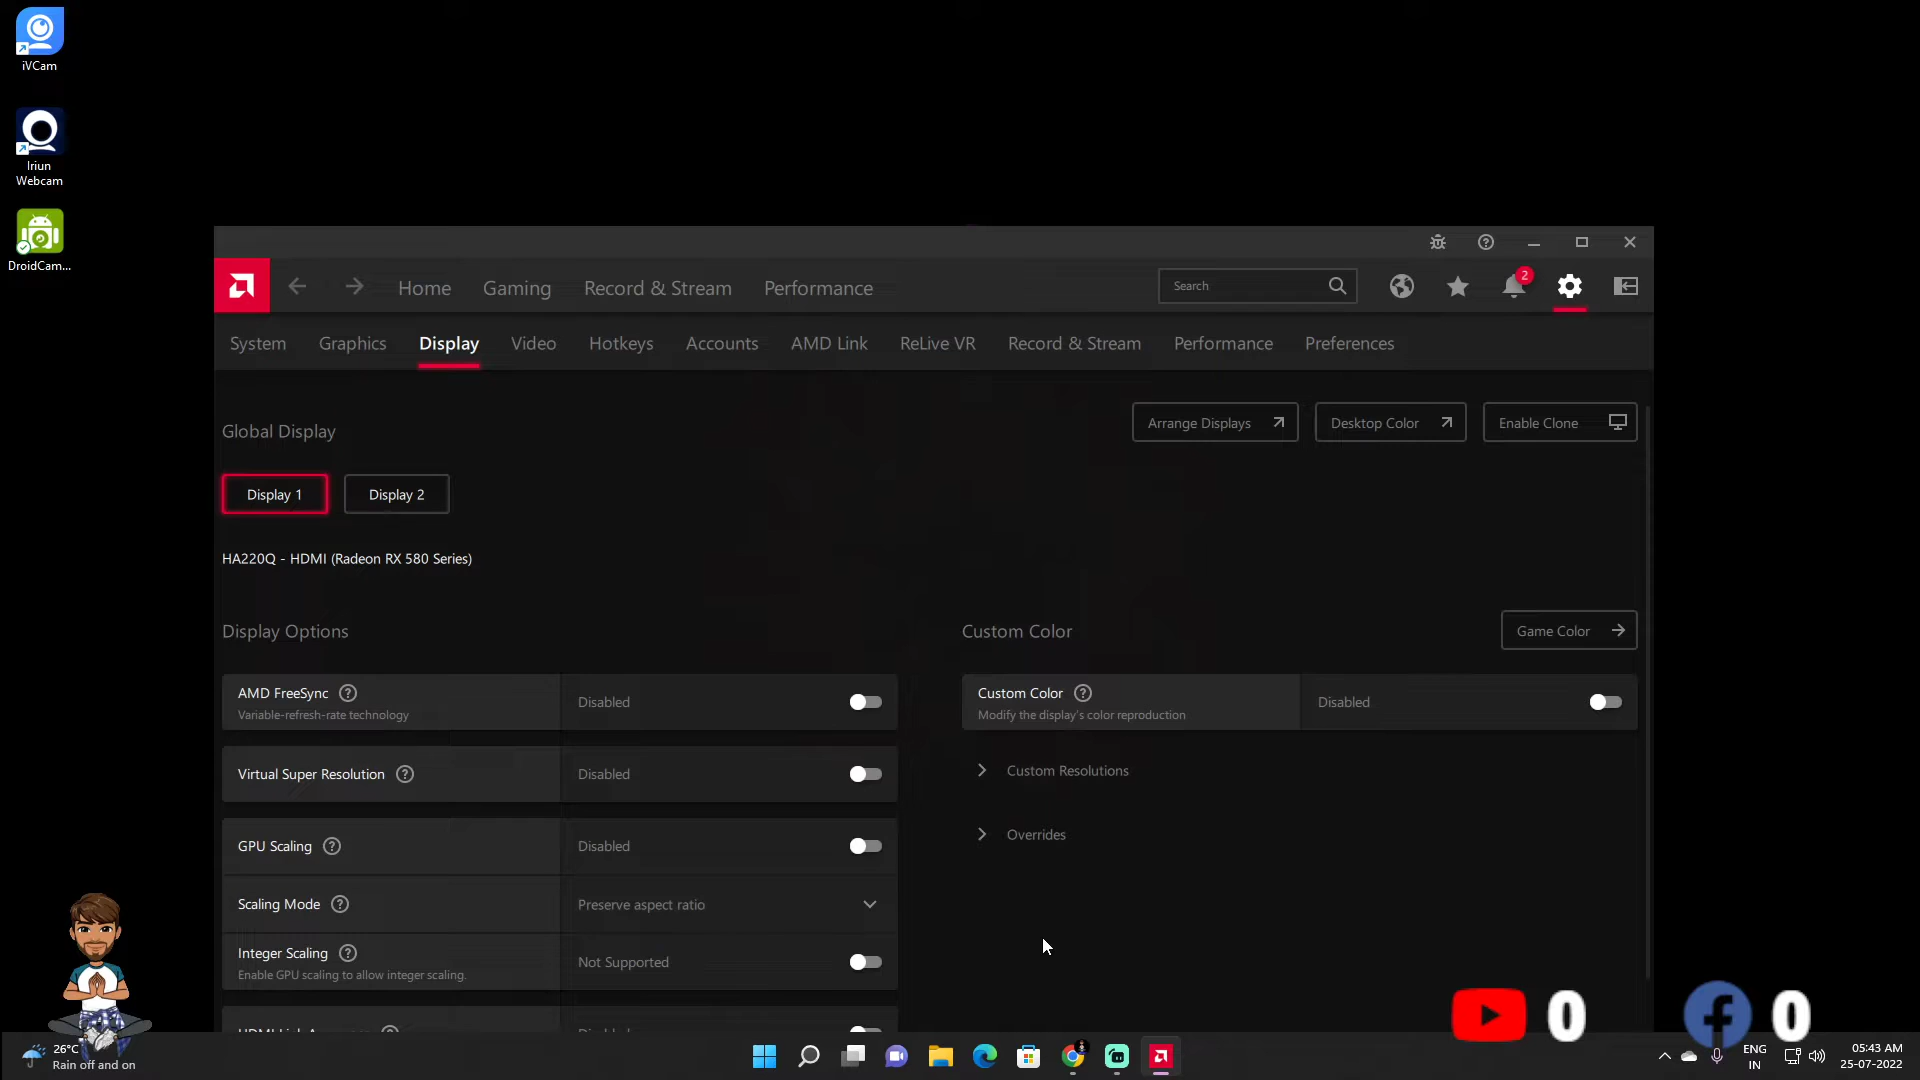 iVCam
Iriun
Webcam
DroidCam...
2
Home
Gaming
Record & Stream
Performance
Search
System
Graphics
Display
Video
Hotkeys
Accounts
AMD Link
ReLive VR
Record & Stream
Performance
Preferences
Global Display
Arrange Displays
Desktop Color
Enable Clone
Display 1
Display 2
HA220Q - HDMI (Radeon RX 580 Series)
Display Options
Custom Color
Game Color
AMD FreeSync
Variable-refresh-rate technology
Disabled
Custom Color
Modify the display's color reproduction
Disabled
Virtual Super Resolution
Disabled
Custom Resolutions
Overrides
GPU Scaling
Disabled
Scaling Mode
Preserve aspect ratio
Integer Scaling
Enable GPU scaling to allow integer scaling.
Not Supported
0
0
26°C
Rain off and on
ENG
IN
05:43 AM
25-07-2022